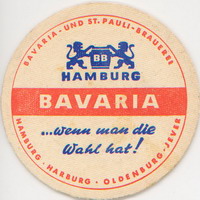 BAVARIA-UND ST. PAULI-BRAUEREI
BB
HAMBURG
BAVARIA
...wenn man die
Wahl hat!
HAMBURG-HARBURG · OLDENBURG-JEVER